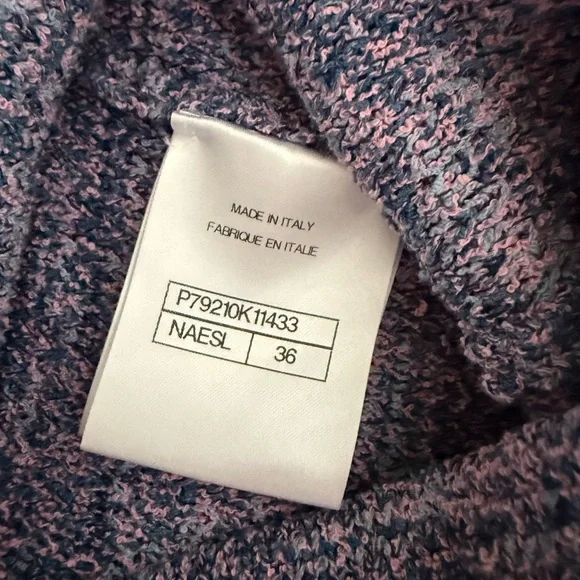 MADE IN ITALY
FABRIQUE EN ITALIE
P79210K11433
NAESL 36